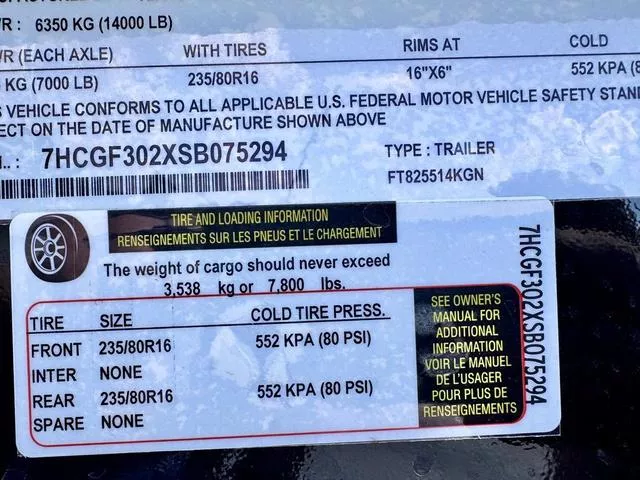 VR : 6350 KG (14000 LB)
WR (EACH AXLE) WITH TIRES RIMS AT COLD
KG (7000 LB) 235/80R16 16"X6" 552 KPA (8
S VEHICLE CONFORMS TO ALL APPLICABLE U.S. FEDERAL MOTOR VEHICLE SAFETY STAND
ECT ON THE DATE OF MANUFACTURE SHOWN ABOVE
.: 7HCGF302XSB075294 TYPE : TRAILER
FT825514KGN
TIRE AND LOADING INFORMATION
RENSEIGNEMENTS SUR LES PNEUS ET LE CHARGEMENT
The weight of cargo should never exceed
3,538 kg or 7,800 lbs.
TIRE SIZE COLD TIRE PRESS.
FRONT 235/80R16 552 KPA (80 PSI)
INTER NONE
REAR 235/80R16 552 KPA (80 PSI)
SPARE NONE
SEE OWNER'S
MANUAL FOR
ADDITIONAL
INFORMATION
VOIR LE MANUEL
DE L'USAGER
POUR PLUS DE
RENSEIGNEMENTS
7HCGF302XSB075294